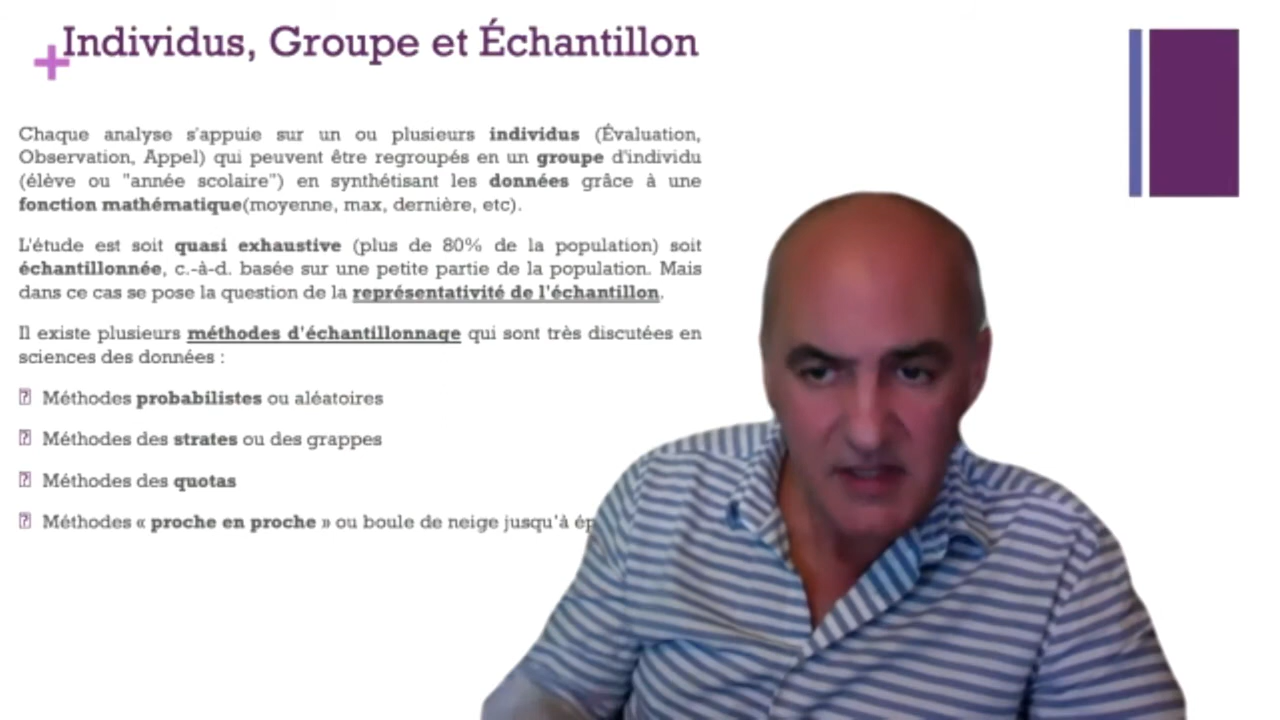 Individus, Groupe et Échantillon
Chaque analyse s'appuie sur un ou plusieurs individus (Évaluation,
Observation, Appel) qui peuvent être regroupés en un groupe d'individu
(élève ou "année scolaire") en synthétisant les données grâce à une
fonction mathématique(moyenne, max, dernière, etc).
L'étude est soit quasi exhaustive (plus de 80% de la population) soit
échantillonnée, c.-à-d. basée sur une petite partie de la population. Mais
dans ce cas se pose la question de la représentativité de l'échantillon.
Il existe plusieurs méthodes d'échantillonnage qui sont très discutées en
sciences des données :
Méthodes probabilistes ou aléatoires
Méthodes des strates ou des grappes
Méthodes des quotas
Méthodes « proche en proche » ou boule de neige jusqu'à